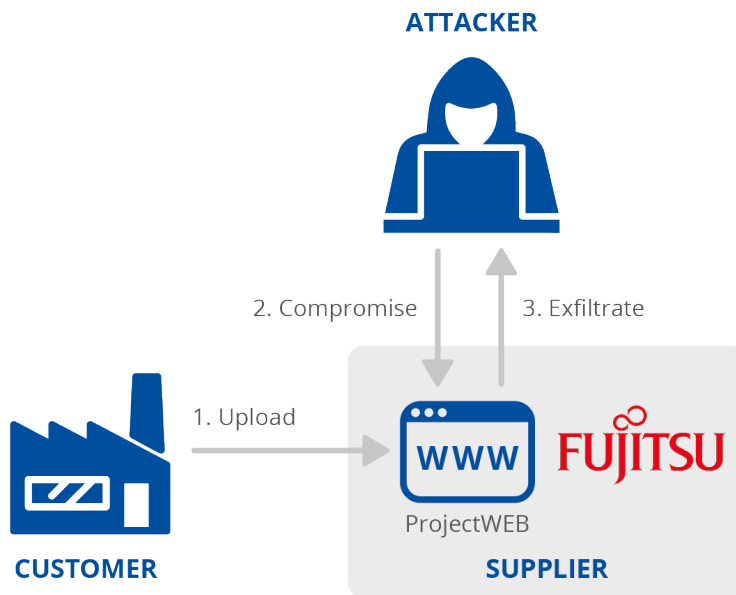 ATTACKER
2. Compromise
3. Exfiltrate
1. Upload
WWW
FUJITSU
ProjectWEB
CUSTOMER
SUPPLIER